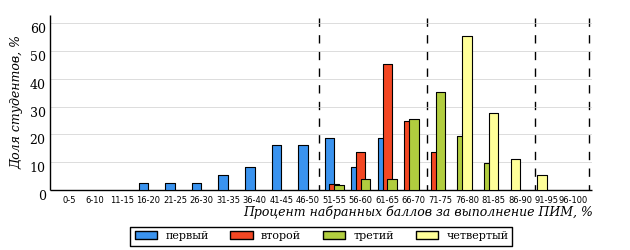 Доля студентов, %
60
50
40
30
20
10
0
0-5 6-10 11-15 16-20 21-25 26-30 31-35 36-40 41-45 46-50 51-55 56-60 61-65 66-70 71-75 76-80 81-85 86-90 91-95 96-100
Процент набранных баллов за выполнение ПИМ, %
первый второй третий четвертый